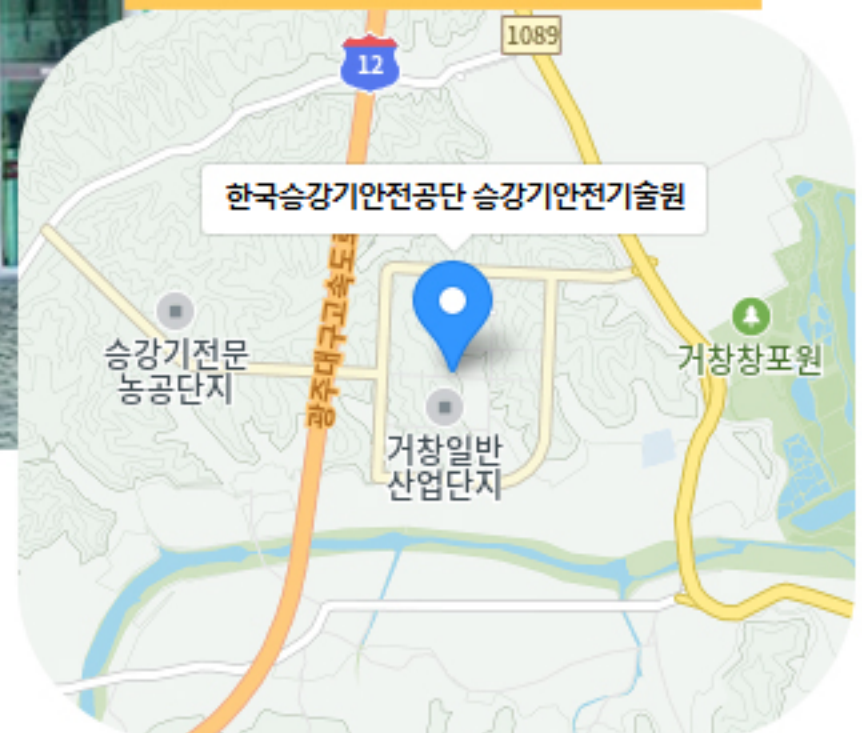 1089
12
한국승강기안전공단 승강기안전기술원
광주대구고속도로
승강기전문
농공단지
거창창포원
거창일반
산업단지